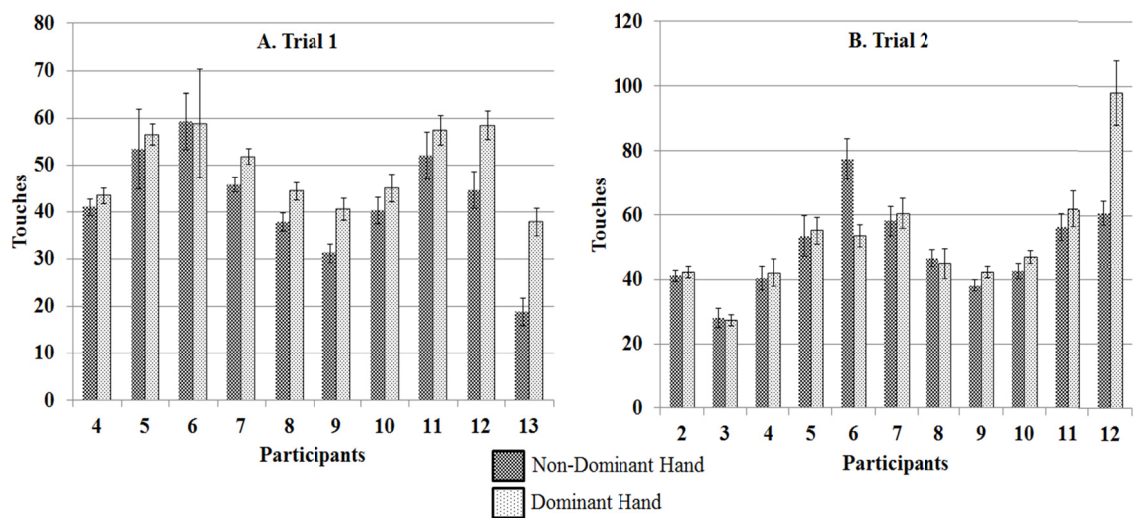 A. Trial 1
80
70
60
50
40
30
20
10
0
Touches
4 5 6 7 8 9 10 11 12 13
Participants
B. Trial 2
120
100
80
60
40
20
0
Touches
2 3 4 5 6 7 8 9 10 11 12
Participants
Non-Dominant Hand
Dominant Hand